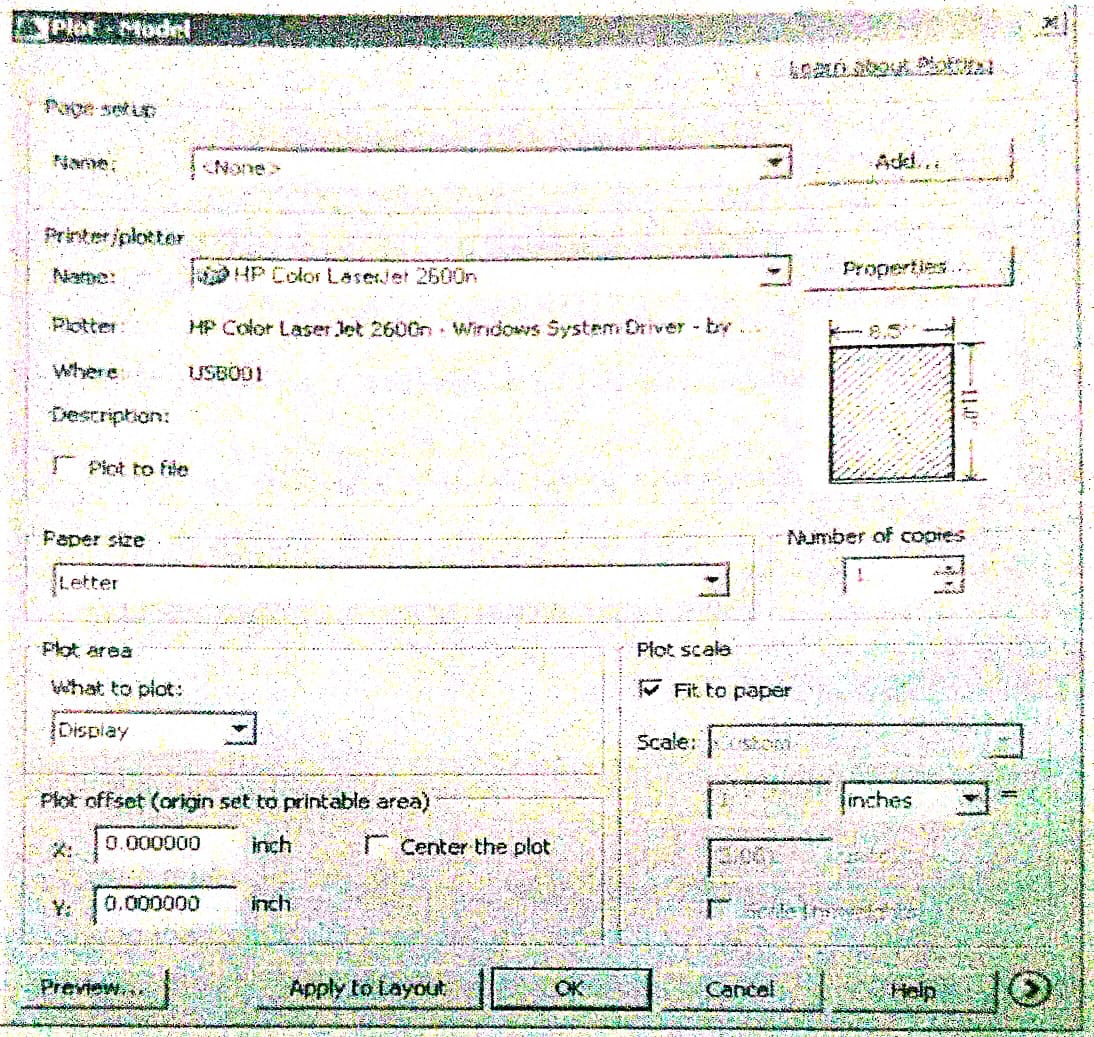 Plot - Model
Learn about Plotting
Page setup
Name: <None> Add...
Printer/plotter
Name: HP Color LaserJet 2600n Properties...
Plotter: HP Color LaserJet 2600n - Windows System Driver - by ...
Where: USB001
Description:
Plot to file
8.5''
11.0''
Paper size
Letter
Number of copies
1
Plot area
What to plot:
Display
Plot scale
Fit to paper
Scale: Custom
1 inches =
Plot offset (origin set to printable area)
X: 0.000000 inch Center the plot
Y: 0.000000 inch
Scale lineweights
Preview... Apply to Layout OK Cancel Help